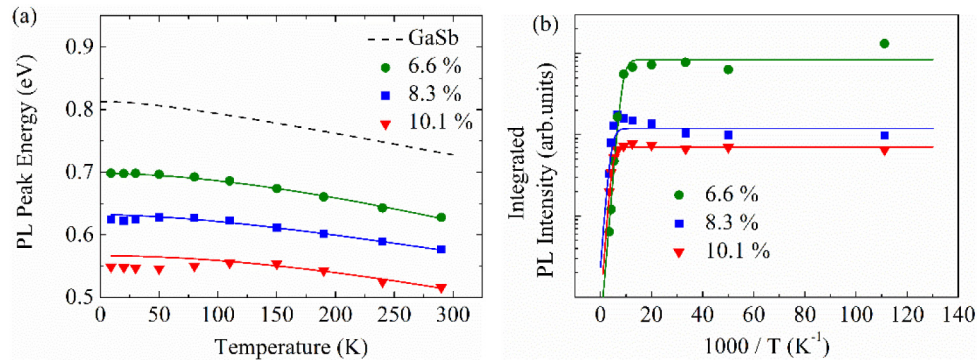 (a)
PL Peak Energy (eV)
0.9
0.8
0.7
0.6
0.5
GaSb
6.6 %
8.3 %
10.1 %
0 50 100 150 200 250 300
Temperature (K)
(b)
Integrated
PL Intensity (arb.units)
6.6 %
8.3 %
10.1 %
0 20 40 60 80 100 120 140
1000 / T (K⁻¹)